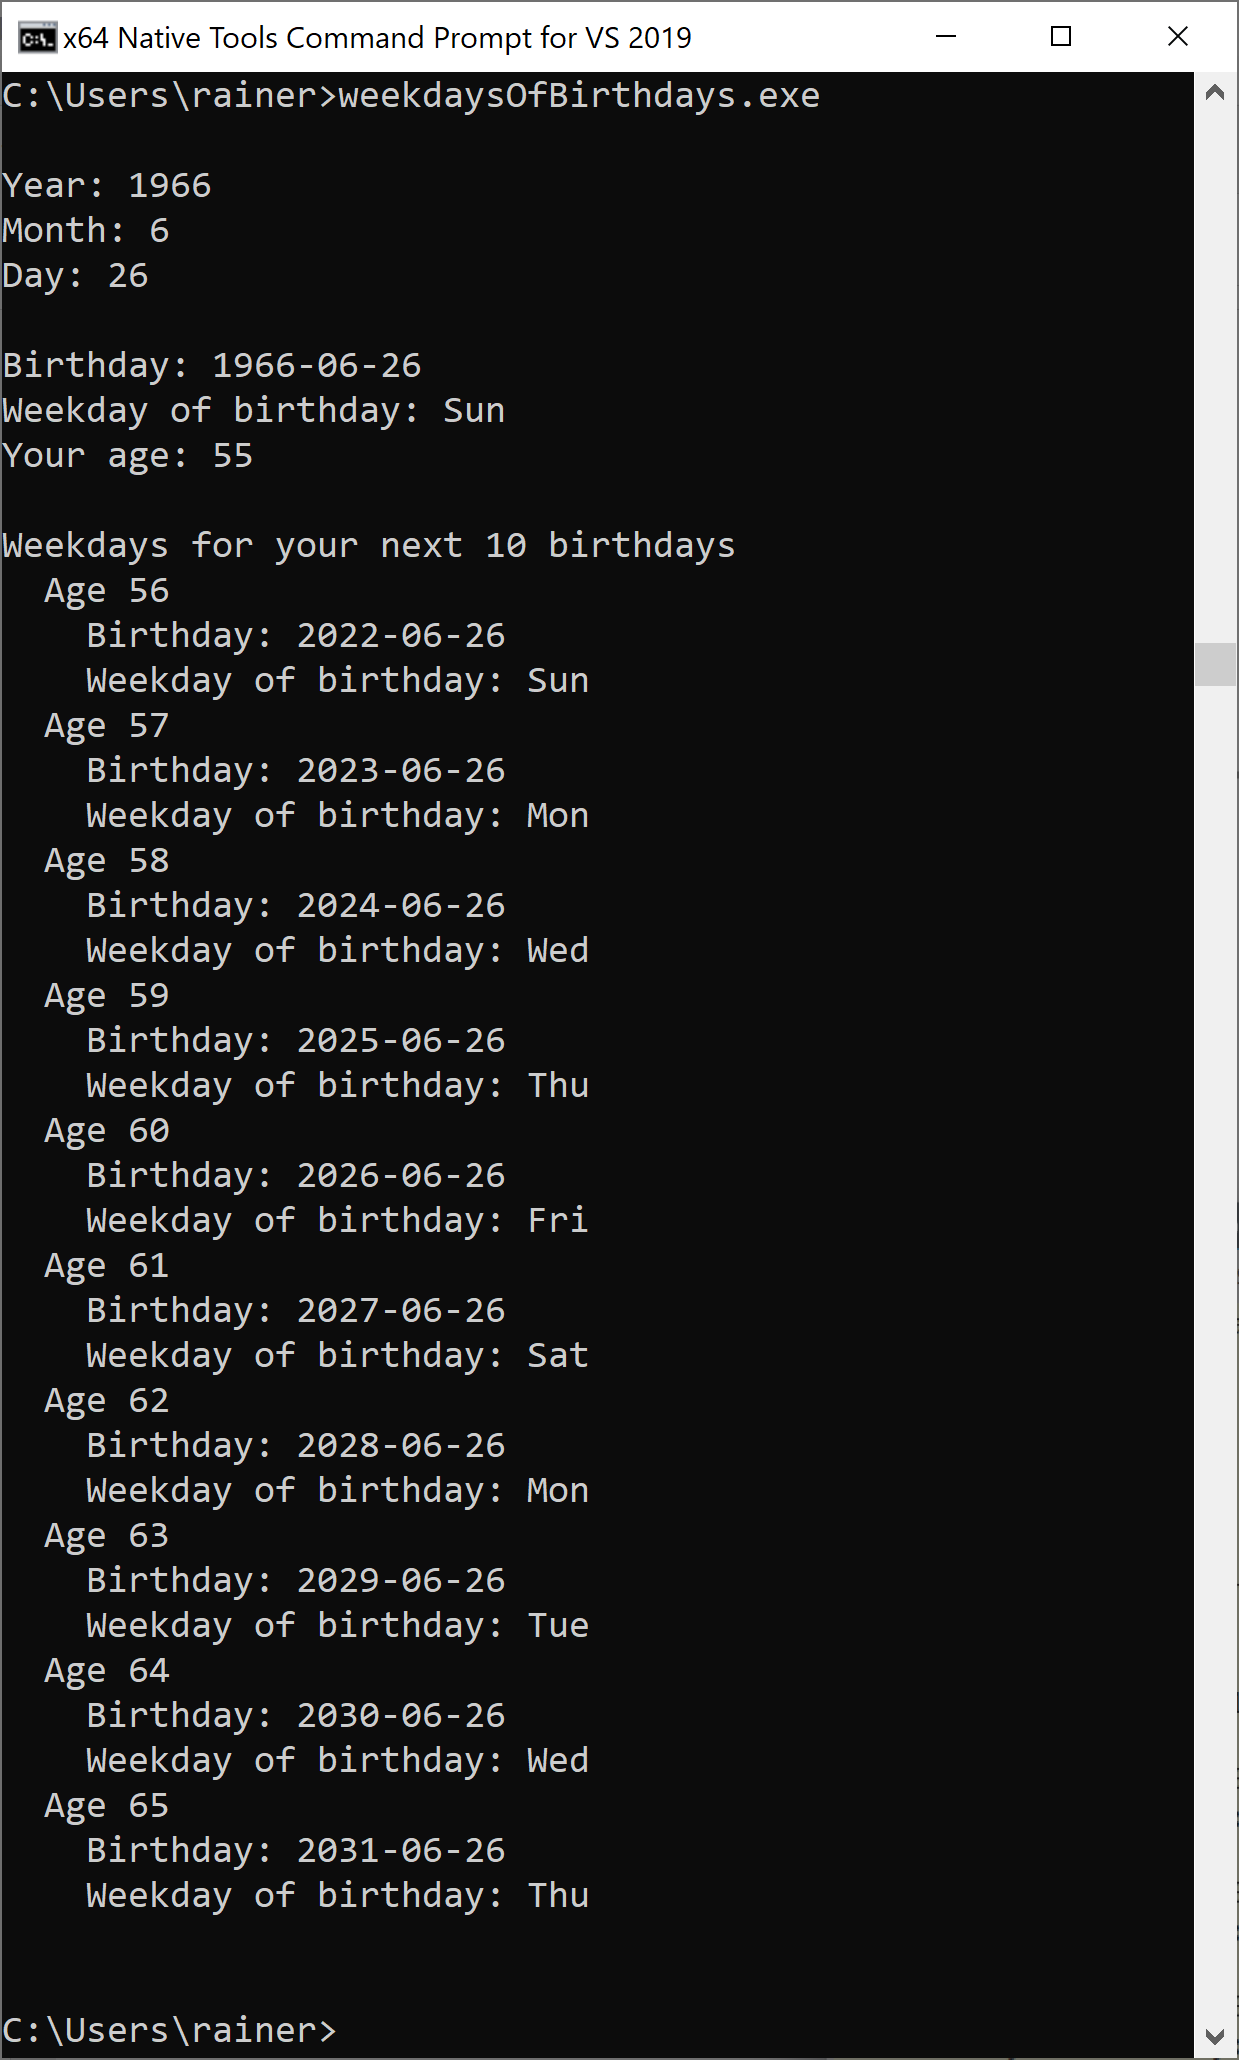 x64 Native Tools Command Prompt for VS 2019
C:\Users\rainer>weekdaysOfBirthdays.exe
Year: 1966
Month: 6
Day: 26
Birthday: 1966-06-26
Weekday of birthday: Sun
Your age: 55
Weekdays for your next 10 birthdays
  Age 56
    Birthday: 2022-06-26
    Weekday of birthday: Sun
  Age 57
    Birthday: 2023-06-26
    Weekday of birthday: Mon
  Age 58
    Birthday: 2024-06-26
    Weekday of birthday: Wed
  Age 59
    Birthday: 2025-06-26
    Weekday of birthday: Thu
  Age 60
    Birthday: 2026-06-26
    Weekday of birthday: Fri
  Age 61
    Birthday: 2027-06-26
    Weekday of birthday: Sat
  Age 62
    Birthday: 2028-06-26
    Weekday of birthday: Mon
  Age 63
    Birthday: 2029-06-26
    Weekday of birthday: Tue
  Age 64
    Birthday: 2030-06-26
    Weekday of birthday: Wed
  Age 65
    Birthday: 2031-06-26
    Weekday of birthday: Thu
C:\Users\rainer>